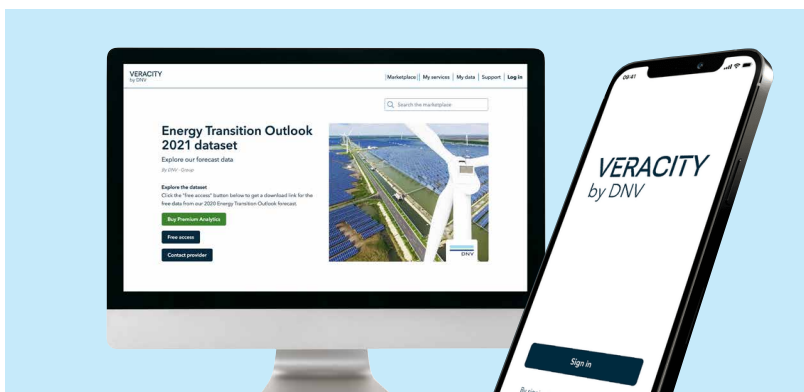 VERACITY
by DNV
Marketplace | My services | My data | Support | Log in
Search the marketplace
Energy Transition Outlook
2021 dataset
Explore our forecast data
By DNV - Group
Explore the dataset
Click the "Free access" button below to get a download link for the
free data from our 2020 Energy Transition Outlook forecast.
Buy Premium Analytics
Free access
Contact provider
DNV
09:41
VERACITY
by DNV
Sign in